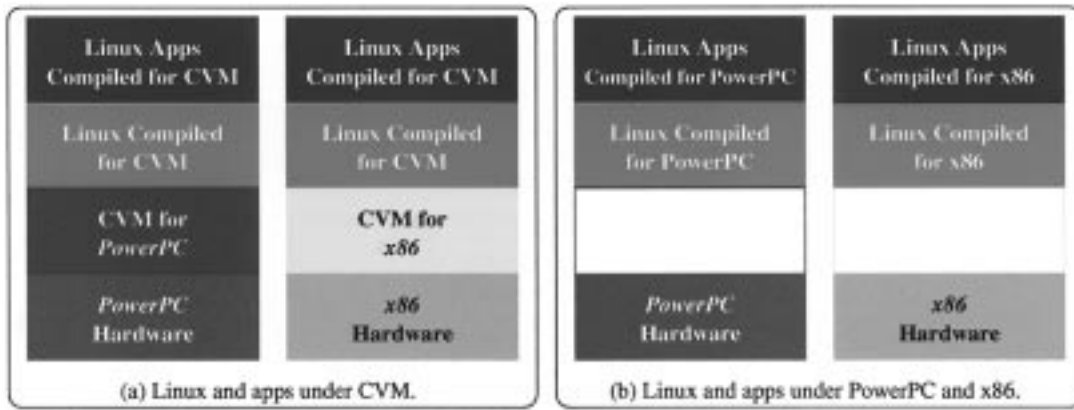 Linux Apps
Compiled for CVM
Linux Compiled
for CVM
CVM for
PowerPC
PowerPC
Hardware
Linux Apps
Compiled for CVM
Linux Compiled
for CVM
CVM for
x86
x86
Hardware
(a) Linux and apps under CVM.
Linux Apps
Compiled for PowerPC
Linux Compiled
for PowerPC
PowerPC
Hardware
Linux Apps
Compiled for x86
Linux Compiled
for x86
x86
Hardware
(b) Linux and apps under PowerPC and x86.